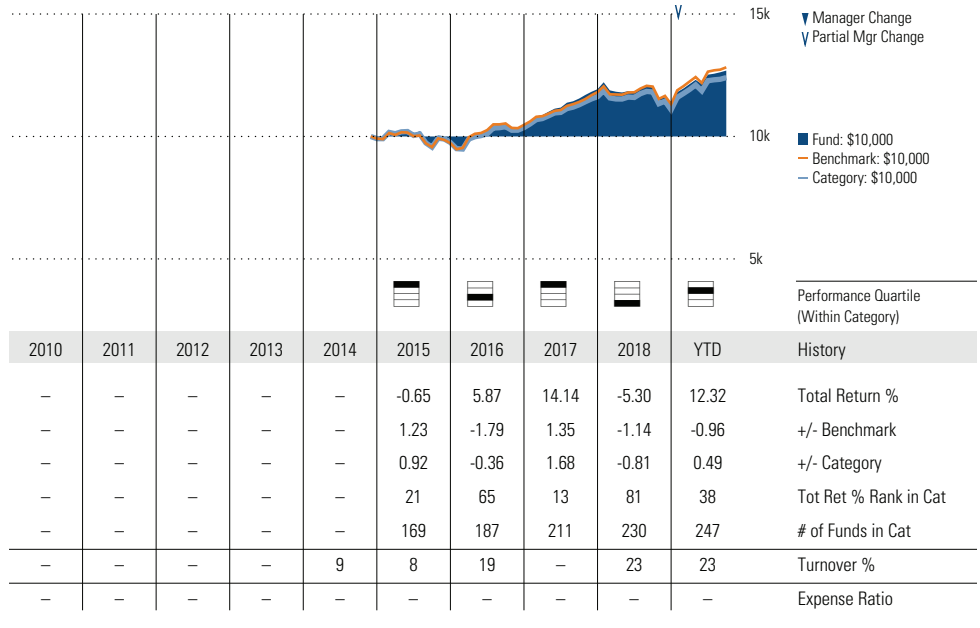 15k
▼ Manager Change
Partial Mgr Change
10k
Fund: $10,000
Benchmark: $10,000
Category: $10,000
5k
Performance Quartile
(Within Category)
2010 2011 2012 2013 2014 2015 2016 2017 2018 YTD History
– – – – – -0.65 5.87 14.14 -5.30 12.32 Total Return %
– – – – – 1.23 -1.79 1.35 -1.14 -0.96 +/- Benchmark
– – – – – 0.92 -0.36 1.68 -0.81 0.49 +/- Category
– – – – – 21 65 13 81 38 Tot Ret % Rank in Cat
– – – – – 169 187 211 230 247 # of Funds in Cat
– – – – 9 8 19 – 23 23 Turnover %
– – – – – – – – – – Expense Ratio